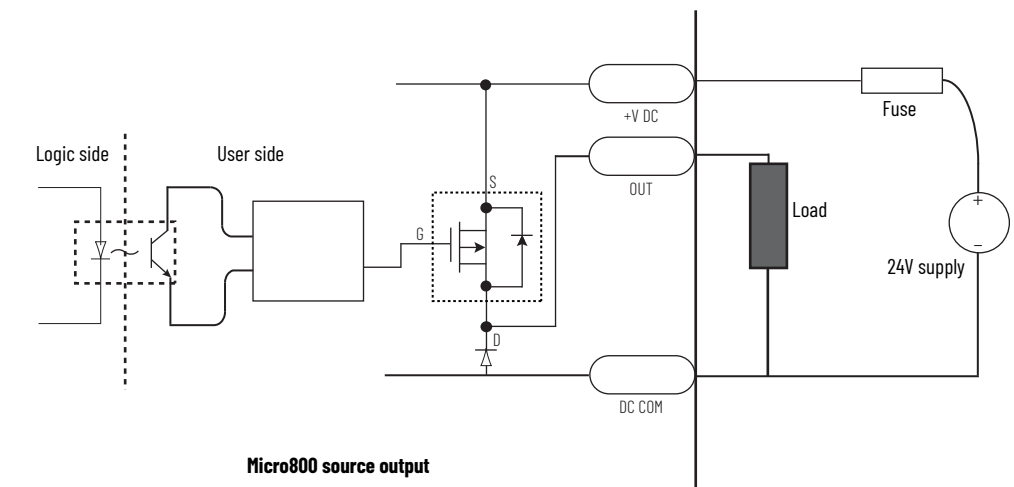 +V DC
Fuse
Logic side
User side
S
OUT
G
Load
+
−
24V supply
D
DC COM
Micro800 source output